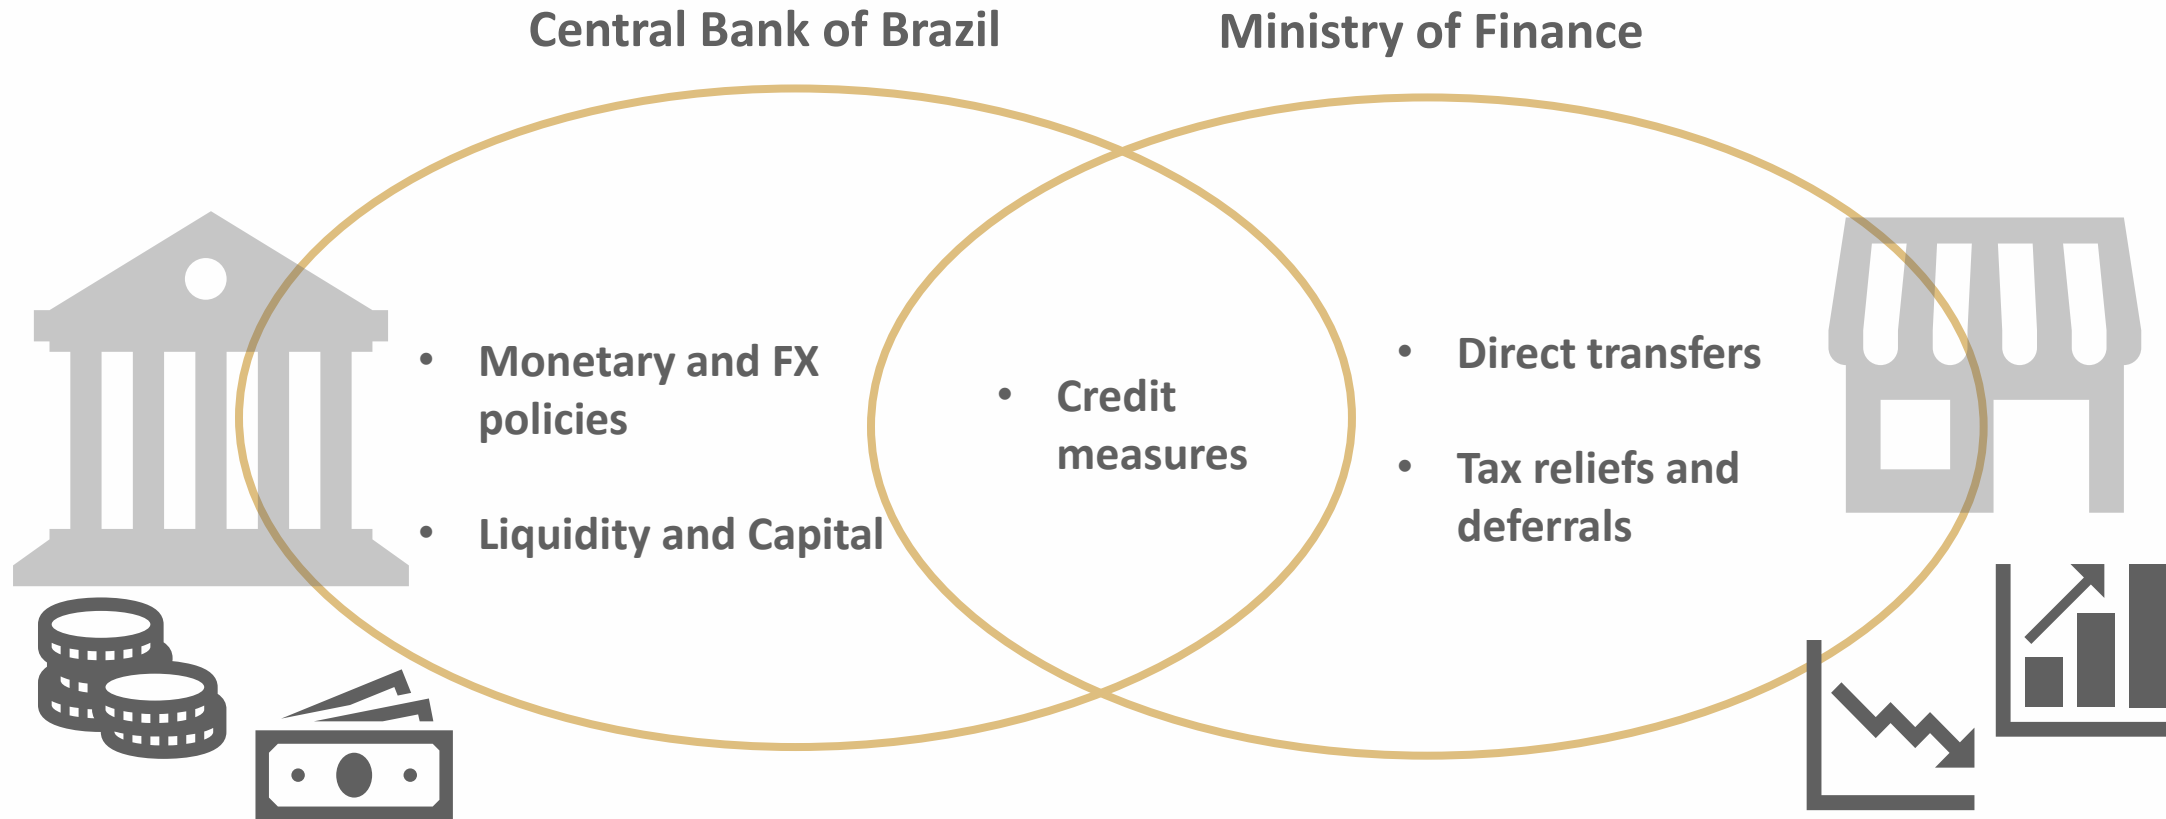 Central Bank of Brazil
Ministry of Finance
• Monetary and FX
policies
• Liquidity and Capital
• Credit
measures
• Direct transfers
• Tax reliefs and
deferrals